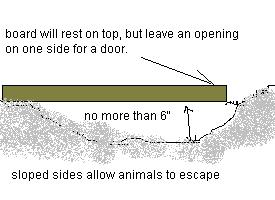 board will rest on top, but leave an opening
on one side for a door.
no more than 6"
sloped sides allow animals to escape